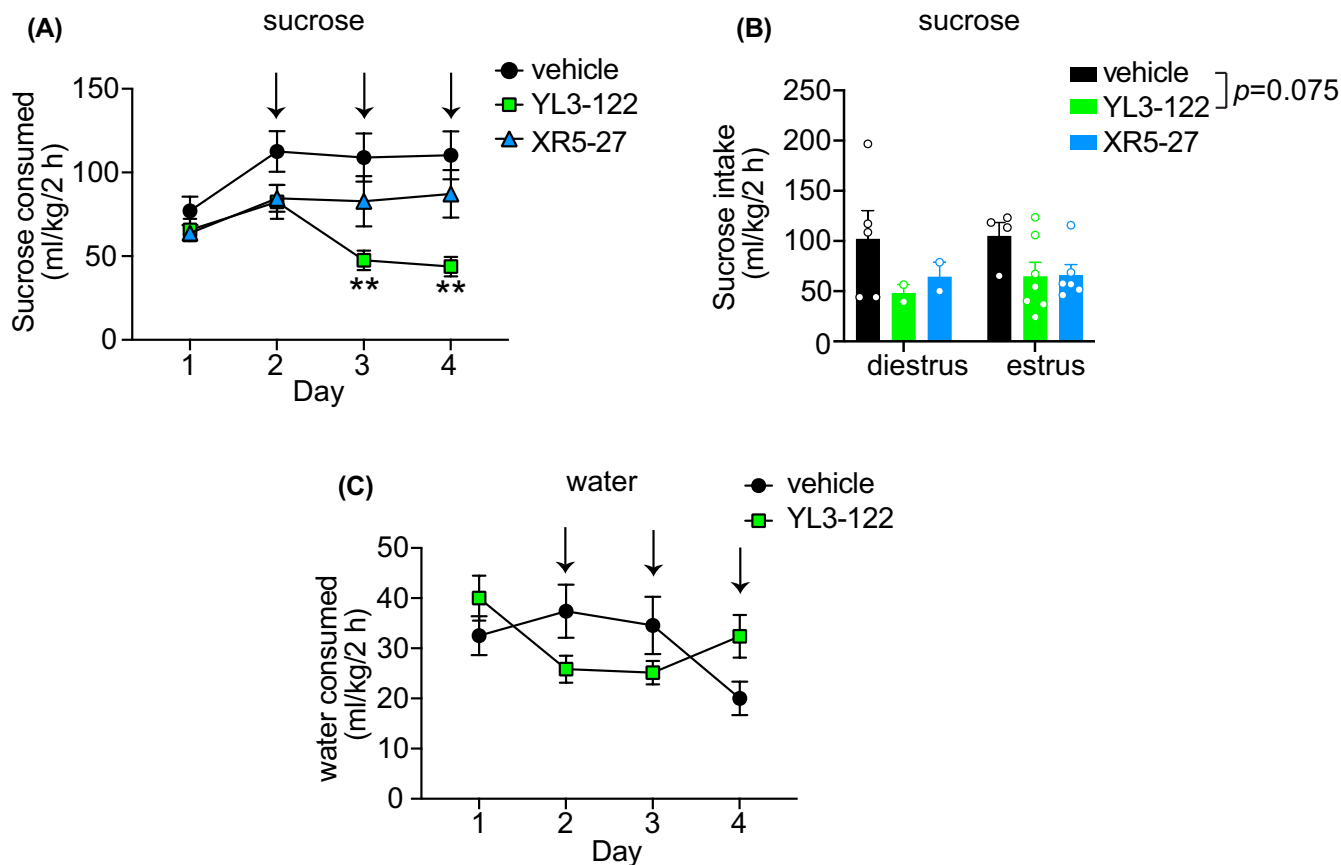 (A)
sucrose
vehicle
YL3-122
XR5-27
150
100
50
0
Sucrose consumed
(ml/kg/2 h)
**
**
1 2 3 4
Day
(B)
sucrose
vehicle
YL3-122
XR5-27
p=0.075
250
200
150
100
50
0
Sucrose intake
(ml/kg/2 h)
diestrus estrus
(C)
water
vehicle
YL3-122
50
40
30
20
10
0
water consumed
(ml/kg/2 h)
1 2 3 4
Day